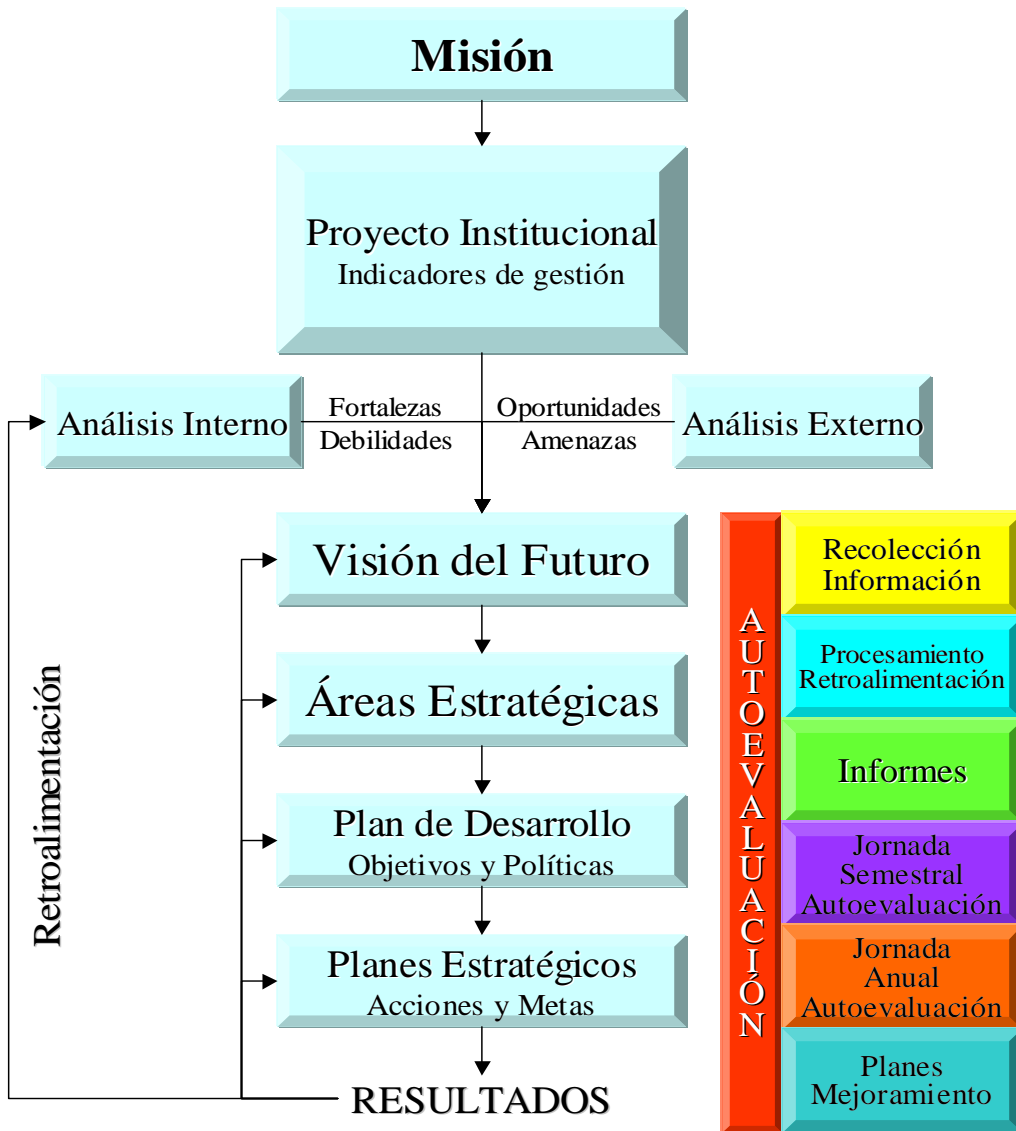 Misión
Proyecto Institucional
Indicadores de gestión
Análisis Interno
Fortalezas
Debilidades
Oportunidades
Amenazas
Análisis Externo
Visión del Futuro
Áreas Estratégicas
Plan de Desarrollo
Objetivos y Políticas
Planes Estratégicos
Acciones y Metas
RESULTADOS
Retroalimentación
AUTOEVALUACIÓN
Recolección
Información
Procesamiento
Retroalimentación
Informes
Jornada
Semestral
Autoevaluación
Jornada
Anual
Autoevaluación
Planes
Mejoramiento